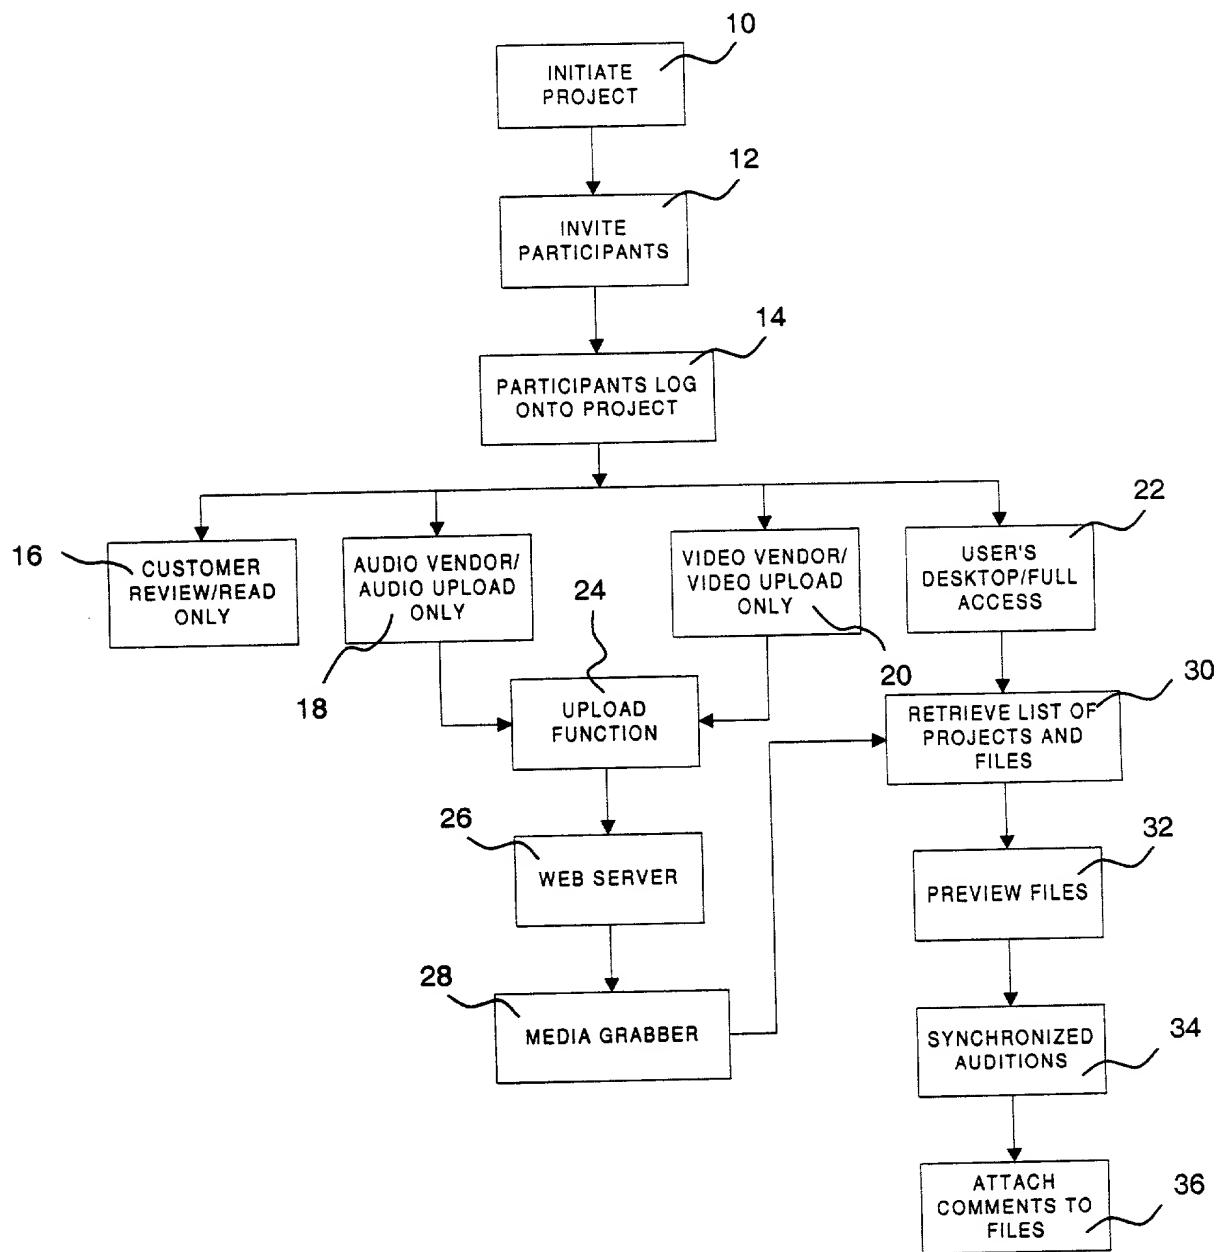 10
INITIATE
PROJECT
12
INVITE
PARTICIPANTS
14
PARTICIPANTS LOG
ONTO PROJECT
16
CUSTOMER
REVIEW/READ
ONLY
AUDIO VENDOR/
AUDIO UPLOAD
ONLY
18
VIDEO VENDOR/
VIDEO UPLOAD
ONLY
20
22
USER'S
DESKTOP/FULL
ACCESS
24
UPLOAD
FUNCTION
26
WEB SERVER
28
MEDIA GRABBER
30
RETRIEVE LIST OF
PROJECTS AND
FILES
32
PREVIEW FILES
34
SYNCHRONIZED
AUDITIONS
ATTACH
COMMENTS TO
FILES
36